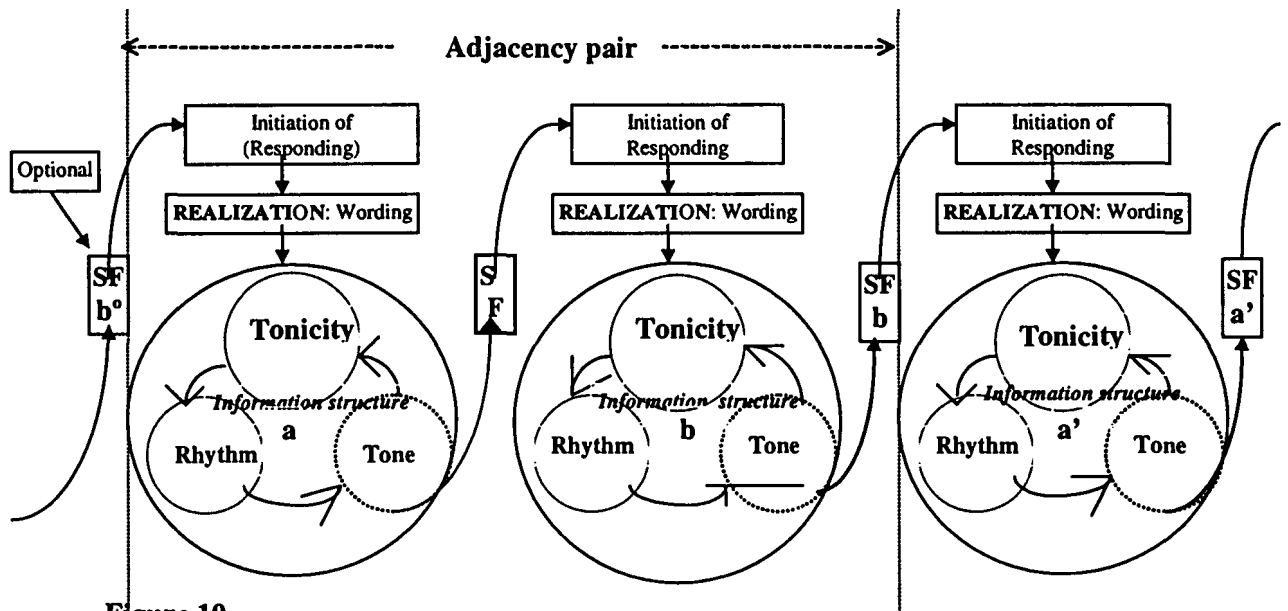 Adjacency pair
Optional
Initiation of
(Responding)
REALIZATION: Wording
SF
b°
Tonicity
Information structure
a
Rhythm
Tone
S
F
Initiation of
Responding
REALIZATION: Wording
Tonicity
Information structure
b
Rhythm
Tone
SF
b
Initiation of
Responding
REALIZATION: Wording
Tonicity
Information structure
a'
Rhythm
Tone
SF
a'
Figure 10